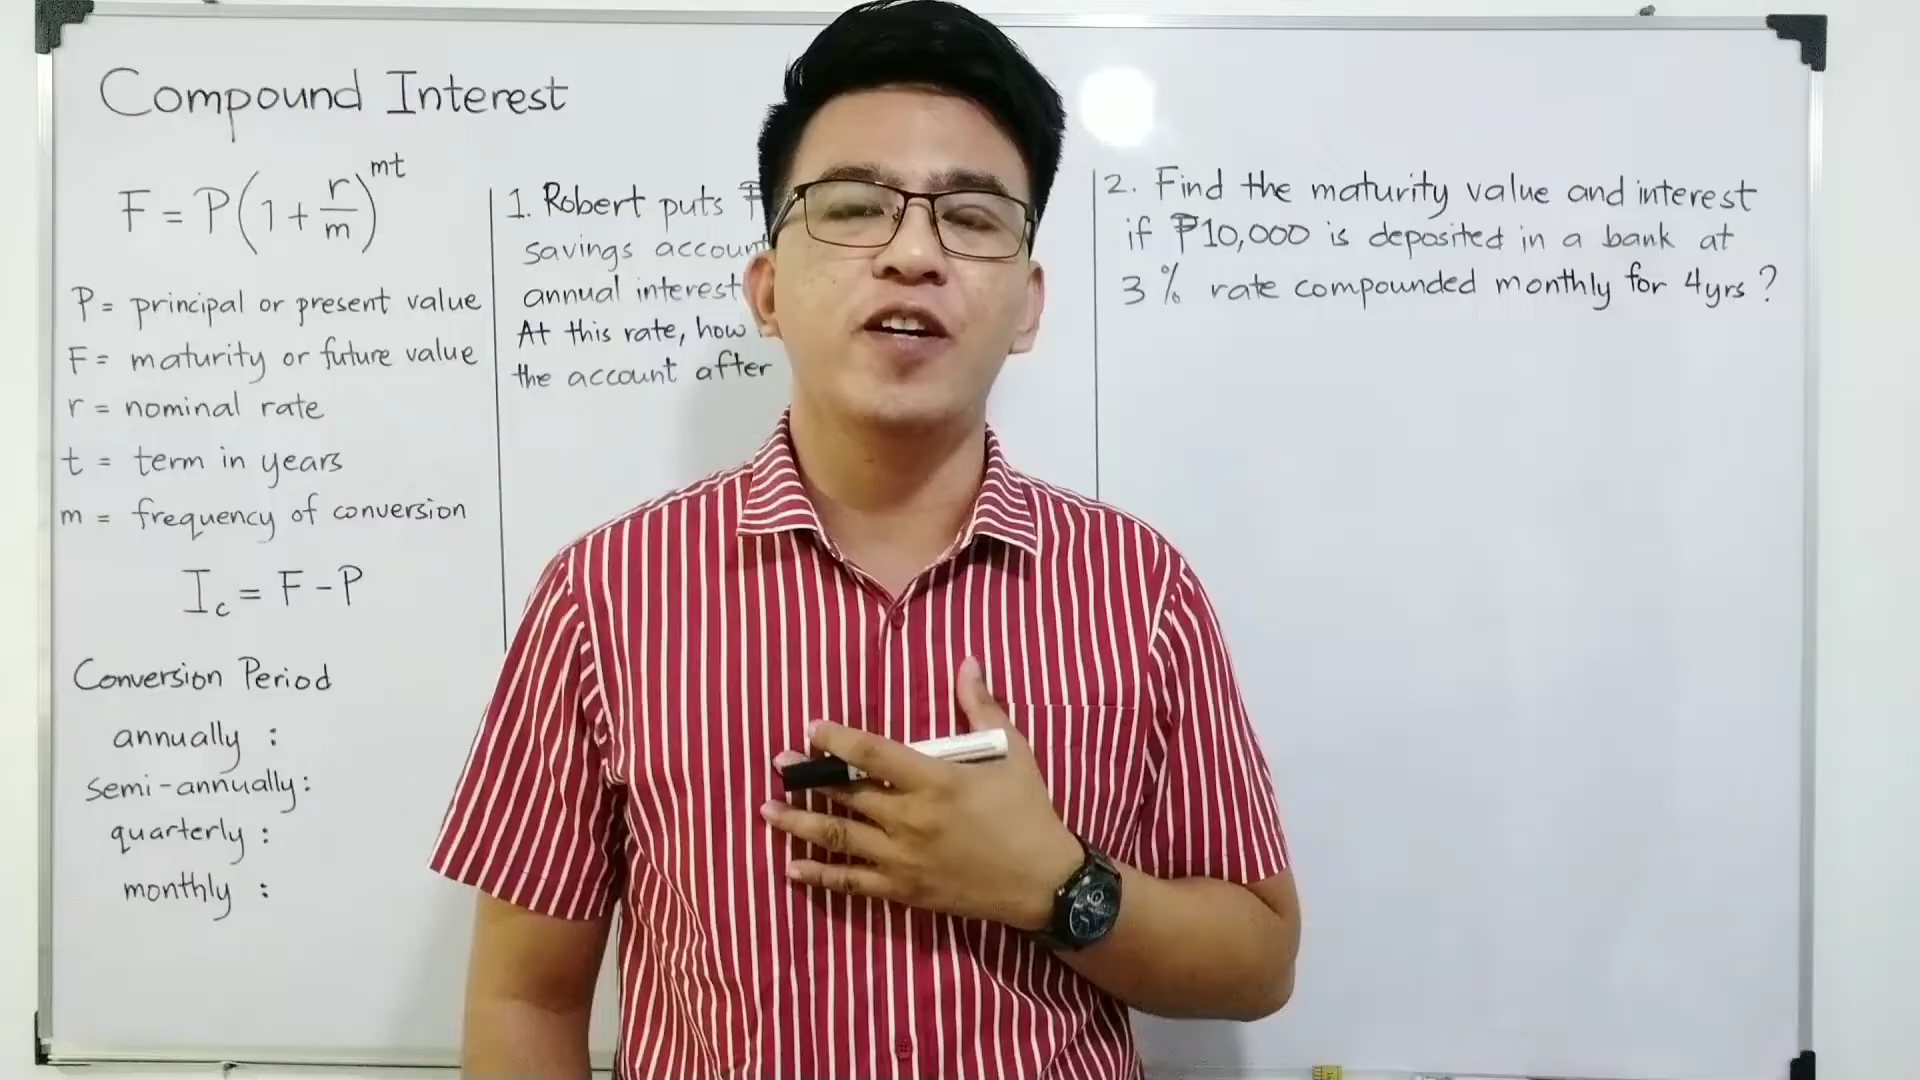 Compound Interest
F = P(1 + r/m)^mt
P = principal or present value
F = maturity or future value
r = nominal rate
t = term in years
m = frequency of conversion
I_c = F - P
Conversion Period
annually :
semi-annually:
quarterly :
monthly :
1. Robert puts ₱
savings account
annual interest
At this rate, how
the account after
2. Find the maturity value and interest
if ₱10,000 is deposited in a bank at
3% rate compounded monthly for 4yrs?